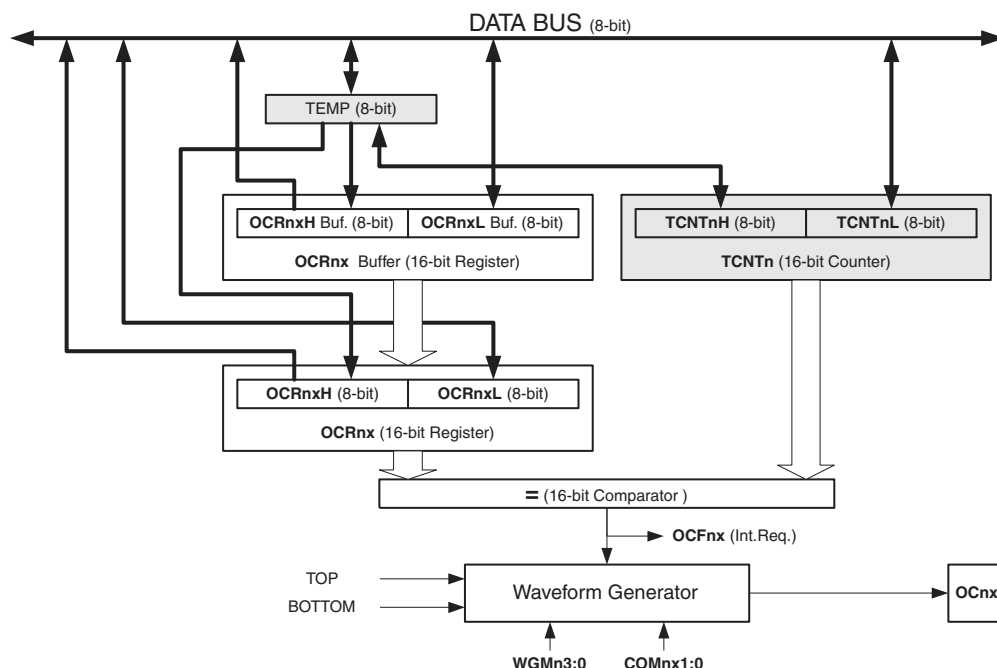 DATA BUS (8-bit)
TEMP (8-bit)
OCRnxH Buf. (8-bit) OCRnxL Buf. (8-bit)
TCNTnH (8-bit) TCNTnL (8-bit)
OCRnx Buffer (16-bit Register)
TCNTn (16-bit Counter)
OCRnxH (8-bit) OCRnxL (8-bit)
OCRnx (16-bit Register)
= (16-bit Comparator )
OCFnx (Int.Req.)
TOP
BOTTOM
Waveform Generator
OCnx
WGMn3:0 COMnx1:0